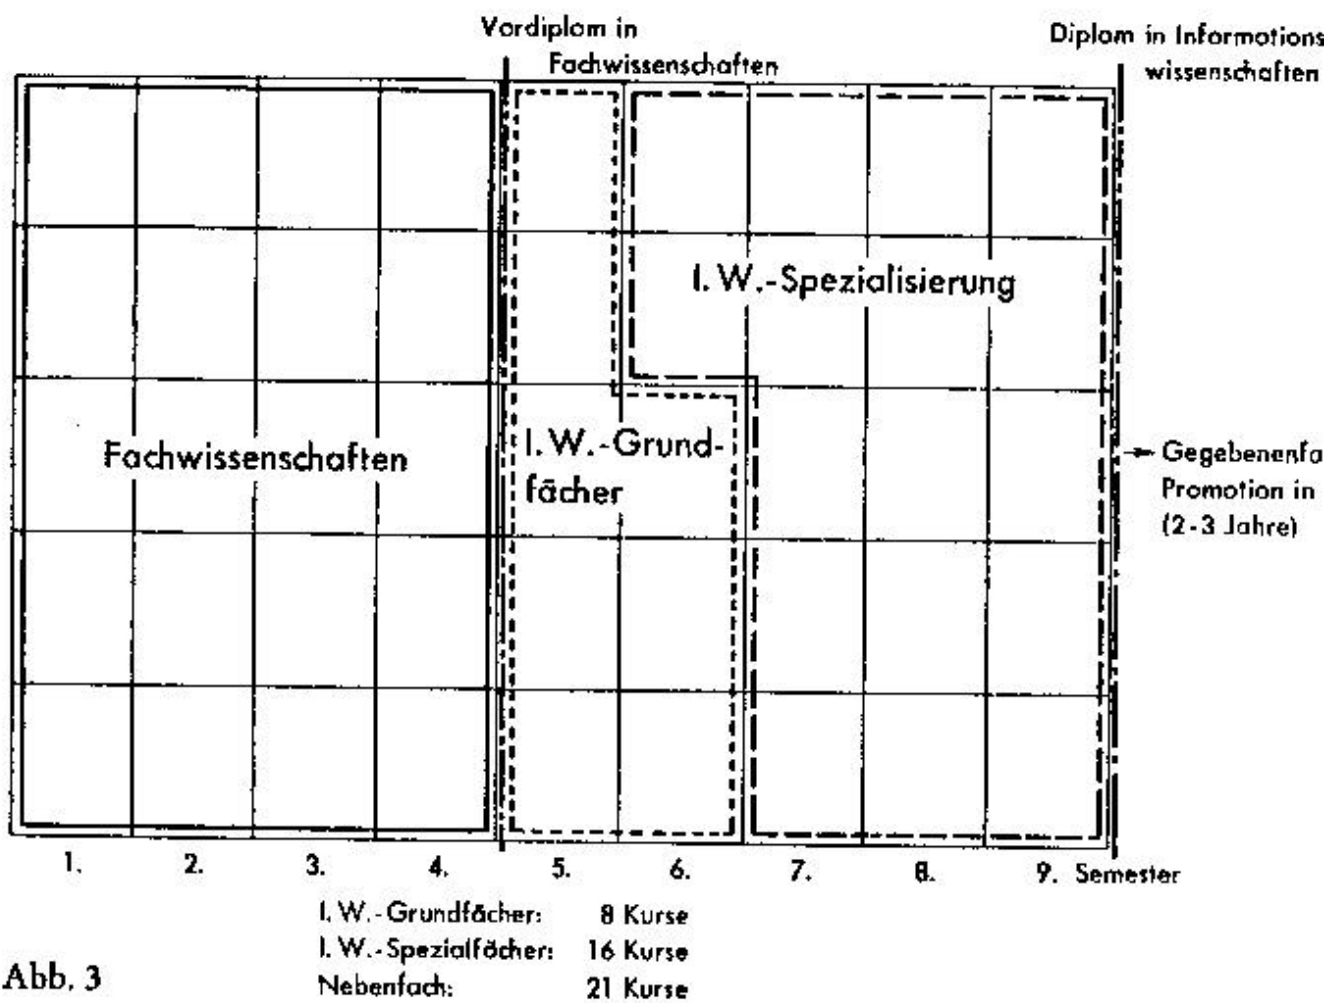 Vordiplom in
Fachwissenschaften
Diplom in Informations
wissenschaften
I. W.-Spezialisierung
Fachwissenschaften
I. W.-Grund-
fächer
Gegebenenfa
Promotion in
(2-3 Jahre)
1. 2. 3. 4. 5. 6. 7. 8. 9. Semester
I. W.-Grundfächer: 8 Kurse
I. W.-Spezialfächer: 16 Kurse
Nebenfach: 21 Kurse
Abb. 3